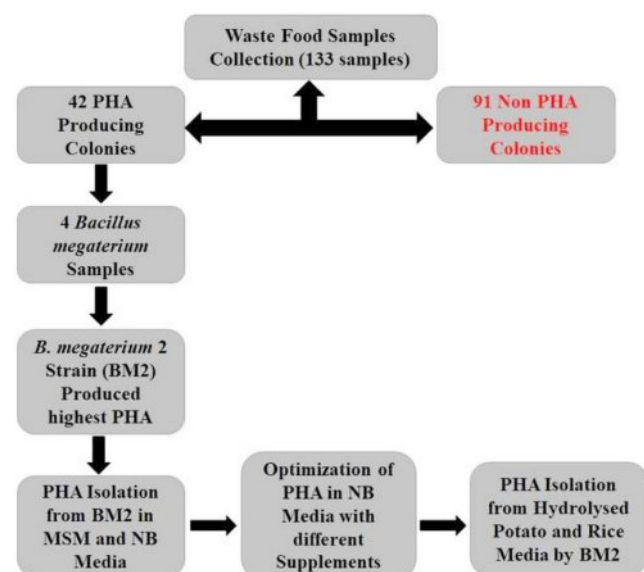 Waste Food Samples
Collection (133 samples)
42 PHA
Producing
Colonies
91 Non PHA
Producing
Colonies
4 Bacillus
megaterium
Samples
B. megaterium 2
Strain (BM2)
Produced
highest PHA
PHA Isolation
from BM2 in
MSM and NB
Media
Optimization of
PHA in NB
Media with
different
Supplements
PHA Isolation
from Hydrolysed
Potato and Rice
Media by BM2